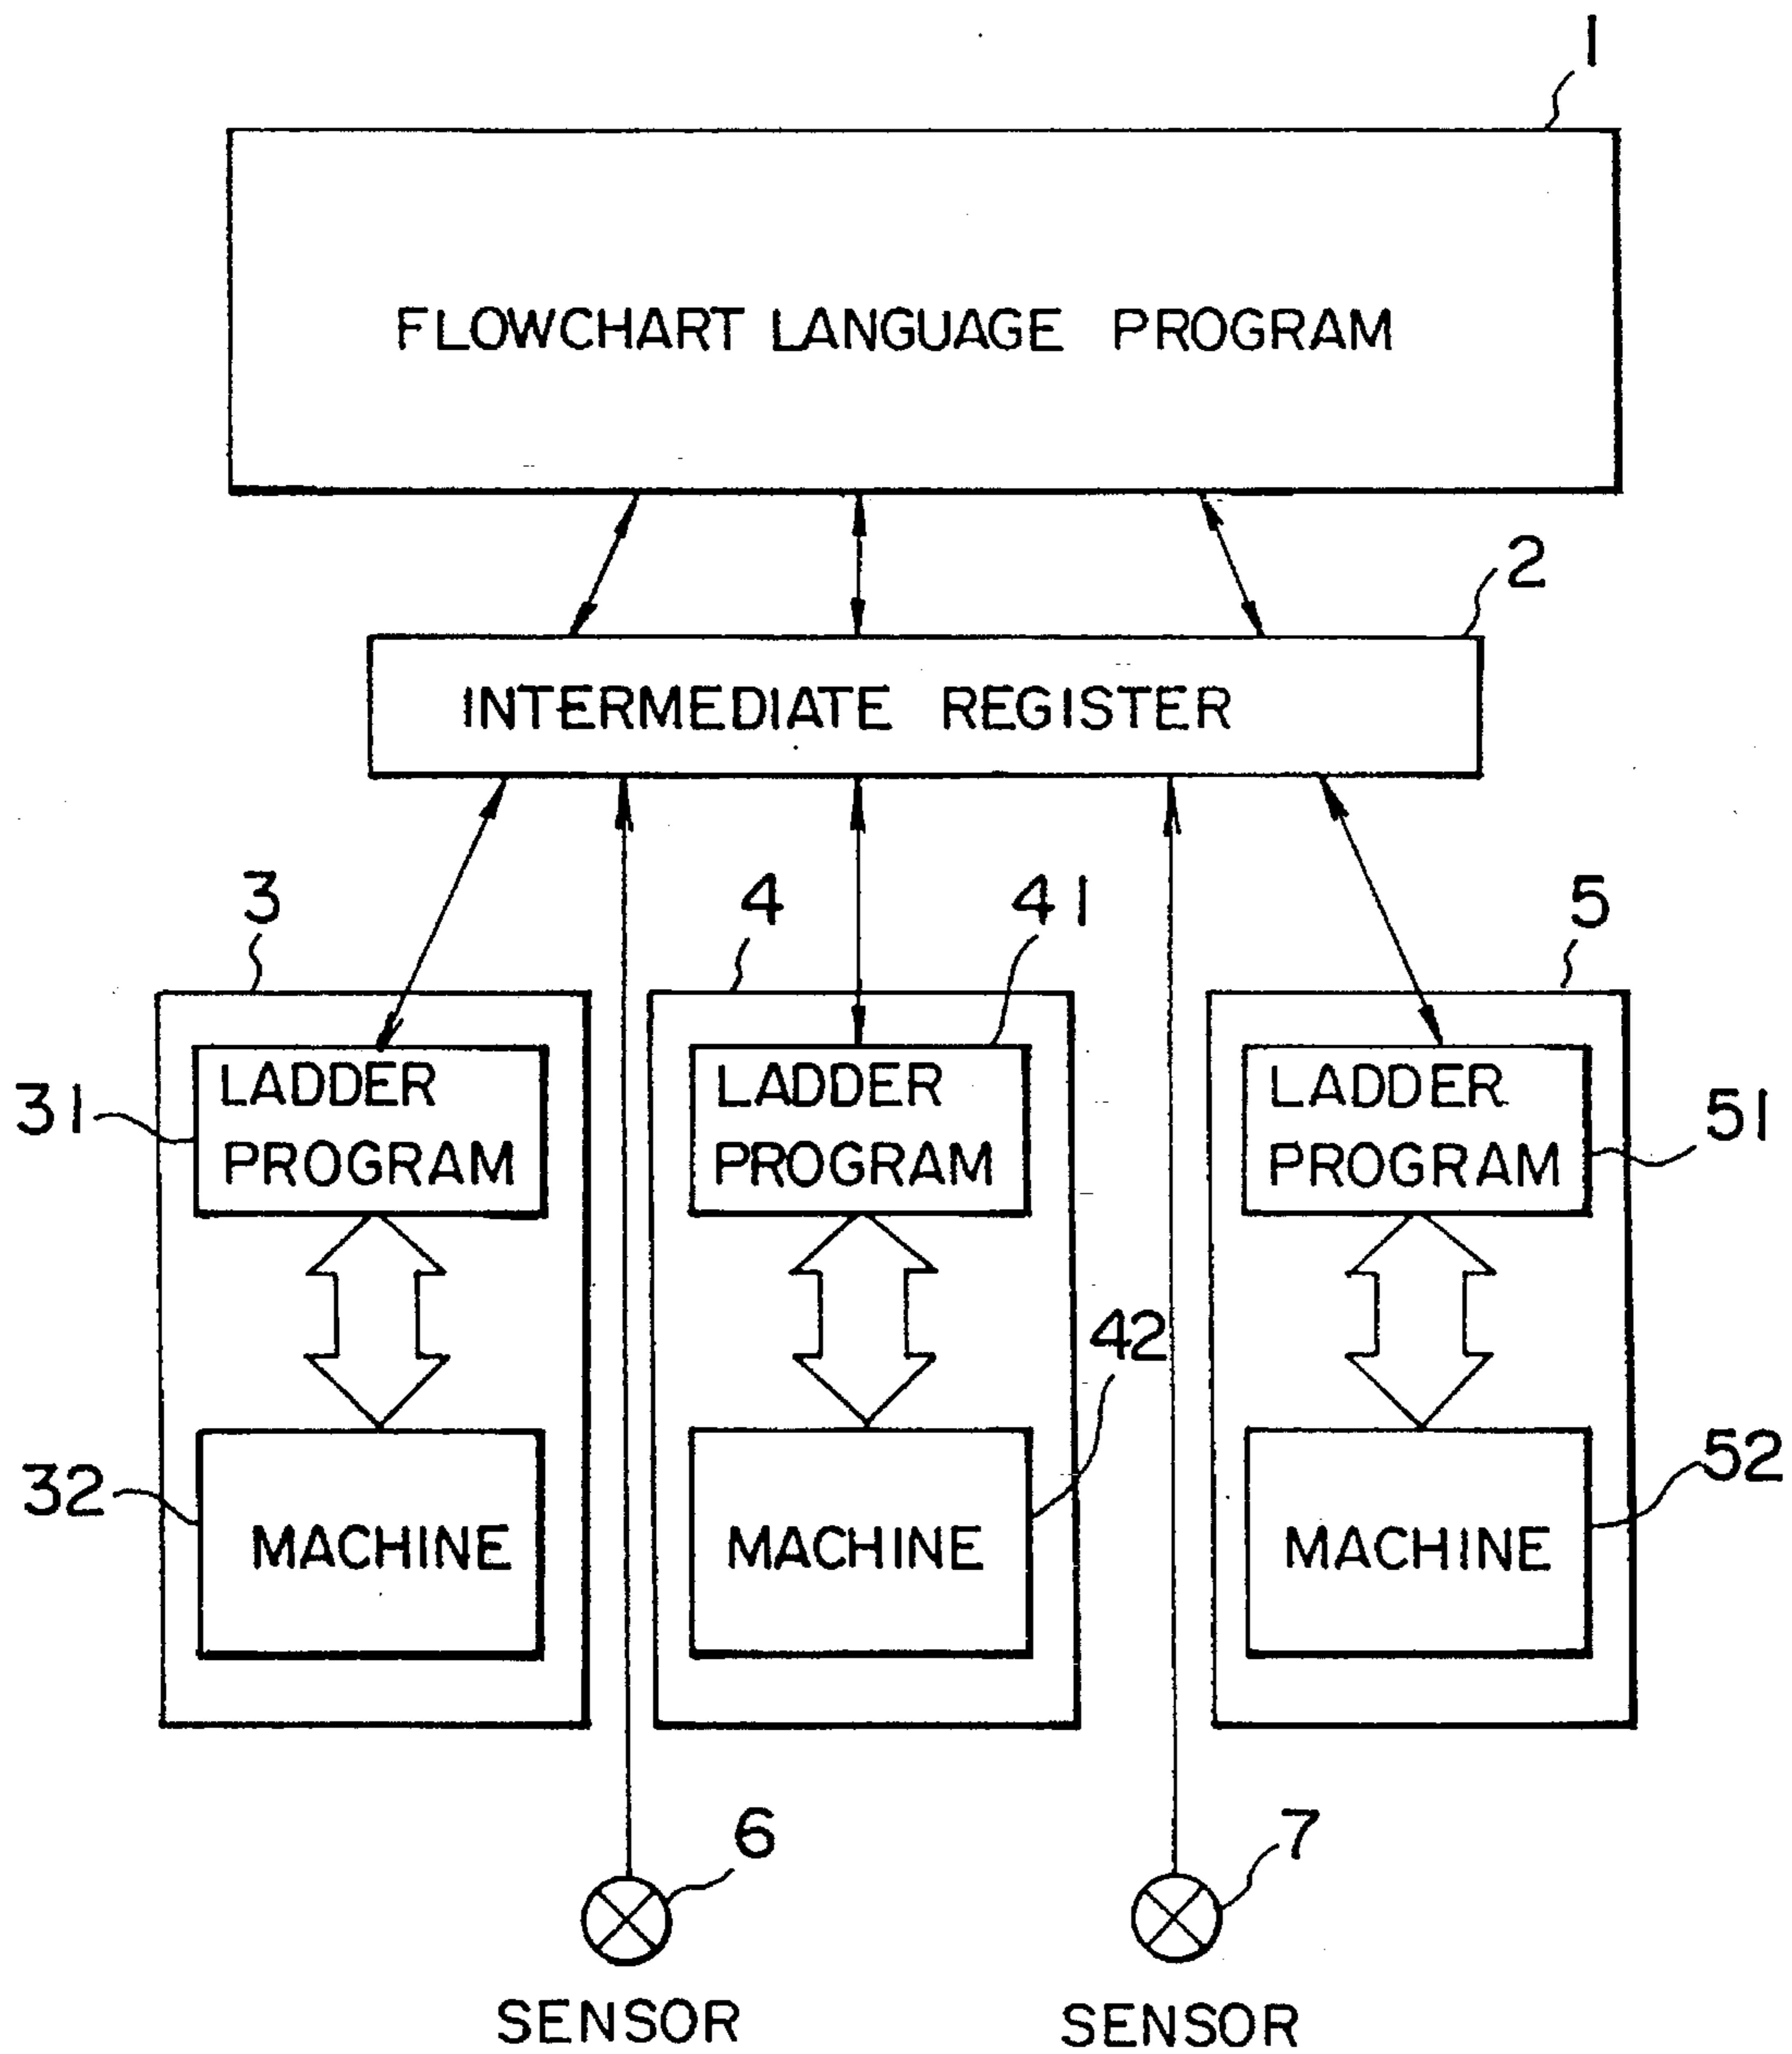 1
FLOWCHART LANGUAGE PROGRAM
2
INTERMEDIATE REGISTER
3
4
41
5
LADDER
PROGRAM
31
LADDER
PROGRAM
LADDER
PROGRAM
51
42
32
MACHINE
MACHINE
MACHINE
52
6
7
SENSOR
SENSOR